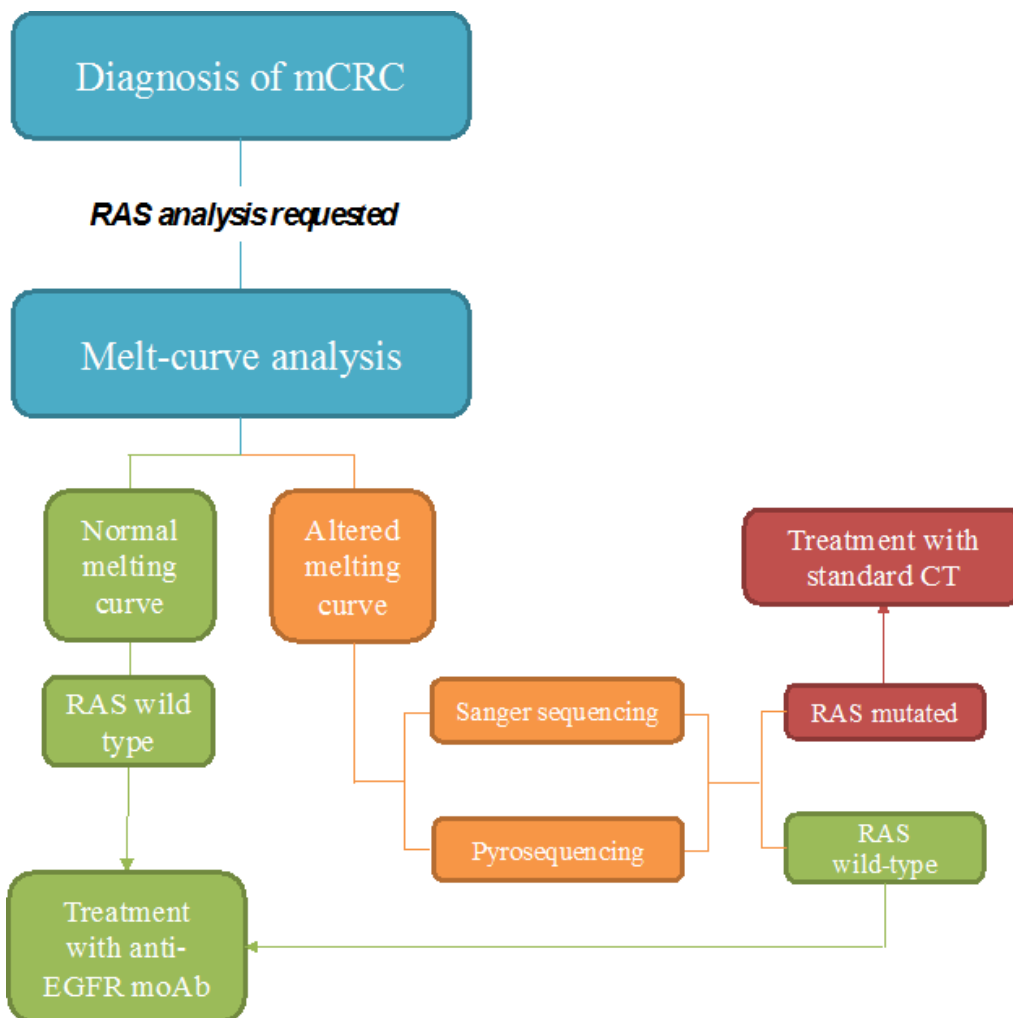 Diagnosis of mCRC
RAS analysis requested
Melt-curve analysis
Normal
melting
curve
Altered
melting
curve
Treatment with
standard CT
RAS wild
type
Sanger sequencing
RAS mutated
Pyrosequencing
RAS
wild-type
Treatment
with anti-
EGFR moAb